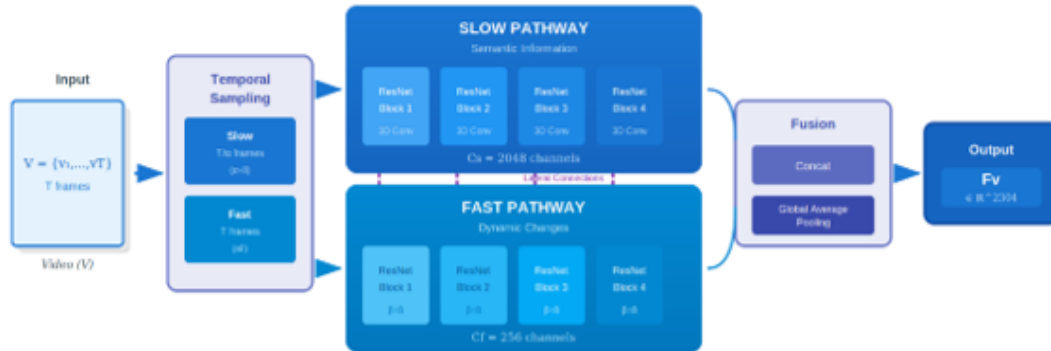 Input
V = {v₁,...,vT}
T frames
Video (V)
Temporal
Sampling
Slow
T/α frames
Fast
T frames
SLOW PATHWAY
Semantic Information
ResNet
Block 1
3D Conv
ResNet
Block 2
3D Conv
ResNet
Block 3
3D Conv
ResNet
Block 4
3D Conv
Cs = 2048 channels
Lateral Connections
FAST PATHWAY
Dynamic Changes
ResNet
Block 1
ResNet
Block 2
ResNet
Block 3
ResNet
Block 4
Cf = 256 channels
Fusion
Concat
Global Average
Pooling
Output
Fv
∈ ℝ^2304